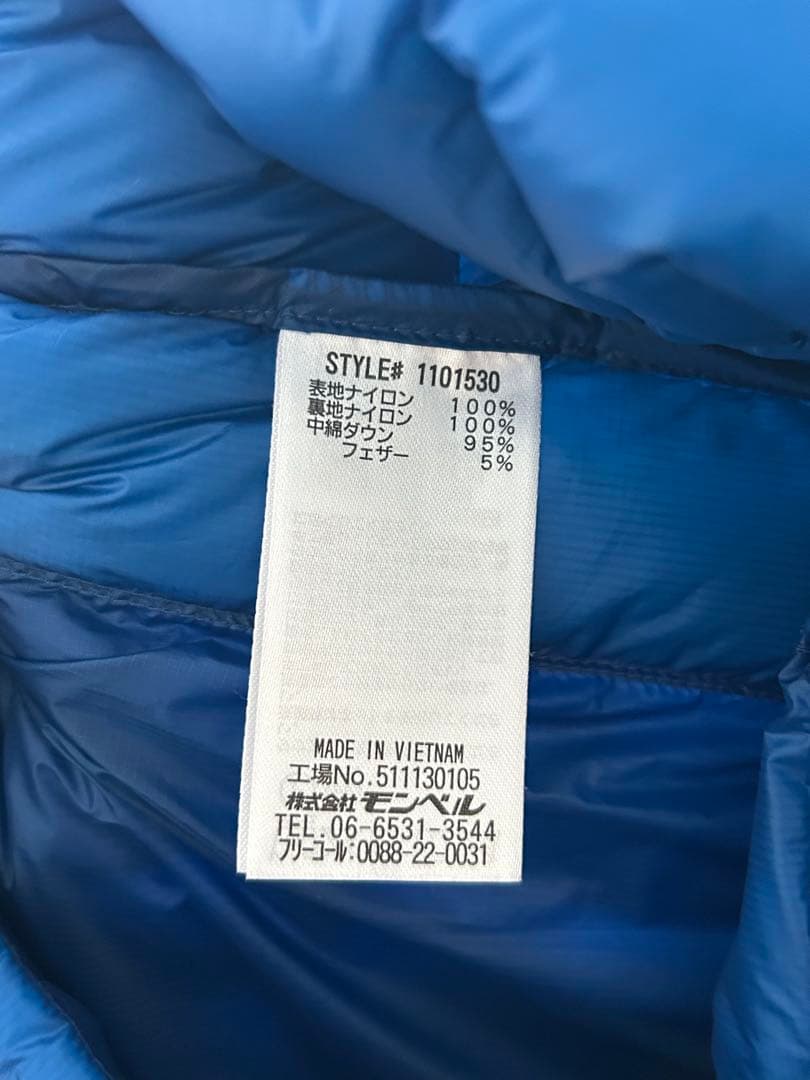 STYLE# 1101530
表地ナイロン 100%
裏地ナイロン 100%
中綿ダウン 95%
フェザー 5%
MADE IN VIETNAM
工場No.511130105
株式会社モンベル
TEL.06-6531-3544
フリーコール:0088-22-0031